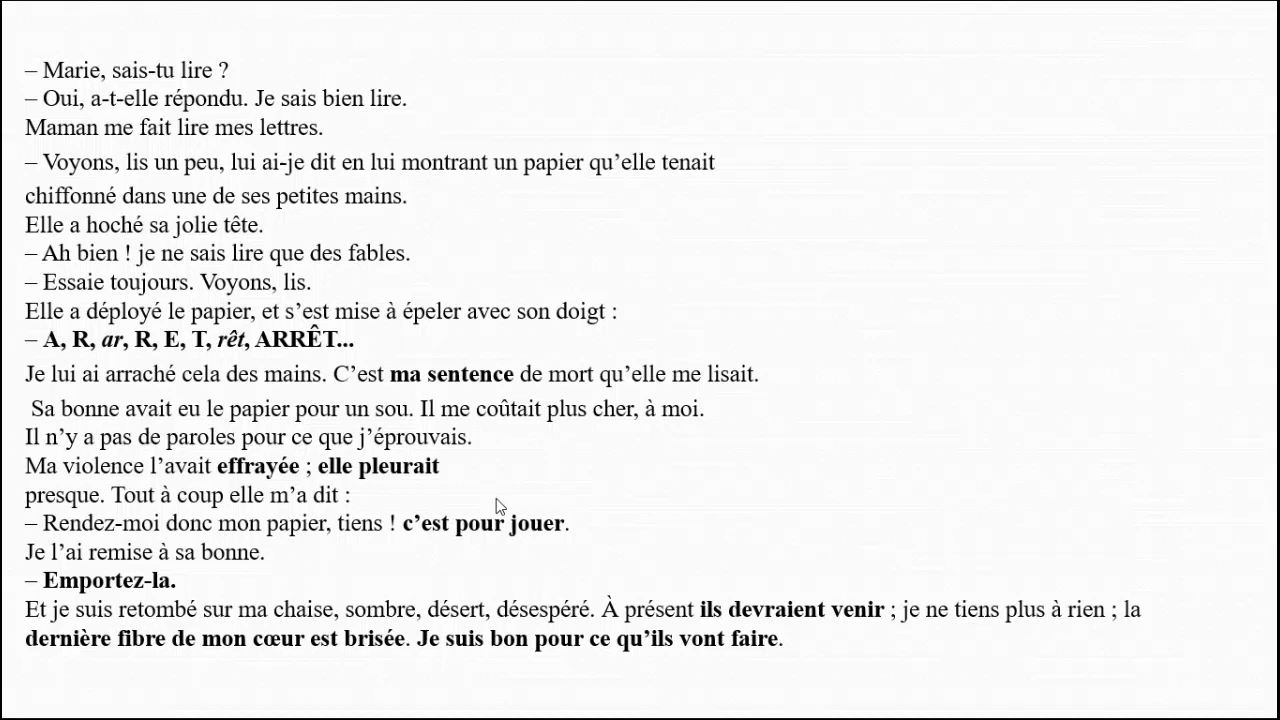 – Marie, sais-tu lire ?
– Oui, a-t-elle répondu. Je sais bien lire.
Maman me fait lire mes lettres.
– Voyons, lis un peu, lui ai-je dit en lui montrant un papier qu’elle tenait
chiffonné dans une de ses petites mains.
Elle a hoché sa jolie tête.
– Ah bien ! je ne sais lire que des fables.
– Essaie toujours. Voyons, lis.
Elle a déployé le papier, et s’est mise à épeler avec son doigt :
– A, R, ar, R, E, T, rêt, ARRÊT...
Je lui ai arraché cela des mains. C’est ma sentence de mort qu’elle me lisait.
Sa bonne avait eu le papier pour un sou. Il me coûtait plus cher, à moi.
Il n’y a pas de paroles pour ce que j’éprouvais.
Ma violence l’avait effrayée ; elle pleurait
presque. Tout à coup elle m’a dit :
– Rendez-moi donc mon papier, tiens ! c’est pour jouer.
Je l’ai remise à sa bonne.
– Emportez-la.
Et je suis retombé sur ma chaise, sombre, désert, désespéré. À présent ils devraient venir ; je ne tiens plus à rien ; la
dernière fibre de mon cœur est brisée. Je suis bon pour ce qu’ils vont faire.